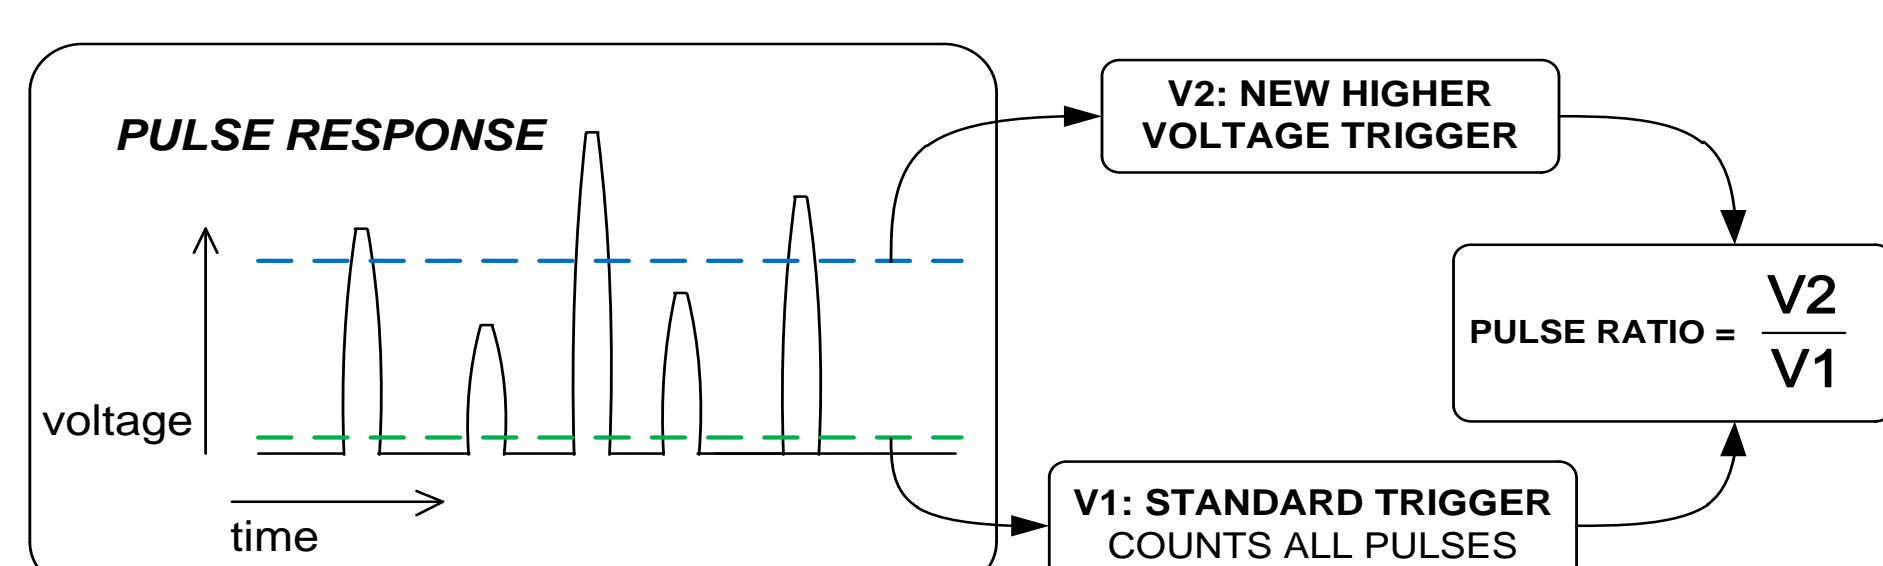 PULSE RESPONSE
voltage
time
V2: NEW HIGHER
VOLTAGE TRIGGER
PULSE RATIO = V2
V1
V1: STANDARD TRIGGER
COUNTS ALL PULSES